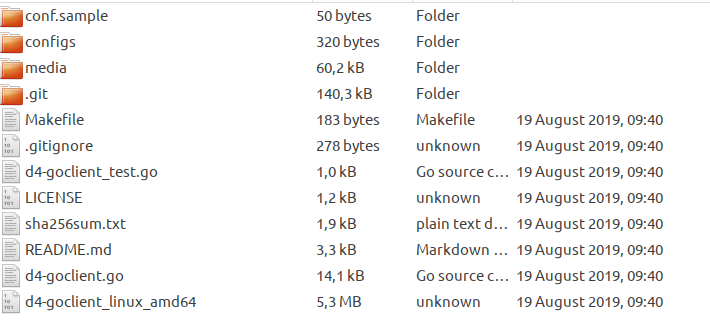 conf.sample 50 bytes Folder
configs 320 bytes Folder
media 60,2 kB Folder
.git 140,3 kB Folder
Makefile 183 bytes Makefile 19 August 2019, 09:40
.gitignore 278 bytes unknown 19 August 2019, 09:40
d4-goclient_test.go 1,0 kB Go source c... 19 August 2019, 09:40
LICENSE 1,2 kB unknown 19 August 2019, 09:40
sha256sum.txt 1,9 kB plain text d... 19 August 2019, 09:40
README.md 3,3 kB Markdown ... 19 August 2019, 09:40
d4-goclient.go 14,1 kB Go source c... 19 August 2019, 09:40
d4-goclient_linux_amd64 5,3 MB unknown 19 August 2019, 09:40